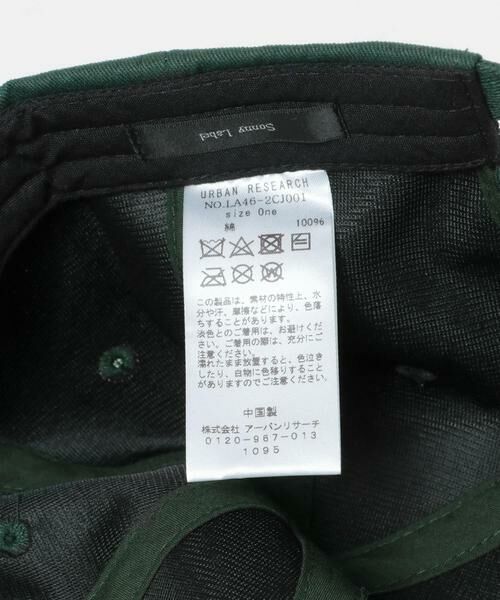 Sonny Label
URBAN RESEARCH
NO.LA46-2CJ001
size One
綿 100%
この製品は、素材の特性上、水
分や汗、摩擦などにより、色落
ちすることがあります。
淡色とのご着用は、お避けくださ
い。ご着用の際は、充分にご
注意ください。
濡れたまま放置すると、色泣き
したり、白物に色移りすること
がありますのでご注意ください。
中国製
株式会社 アーバンリサーチ
0120-967-013
1095